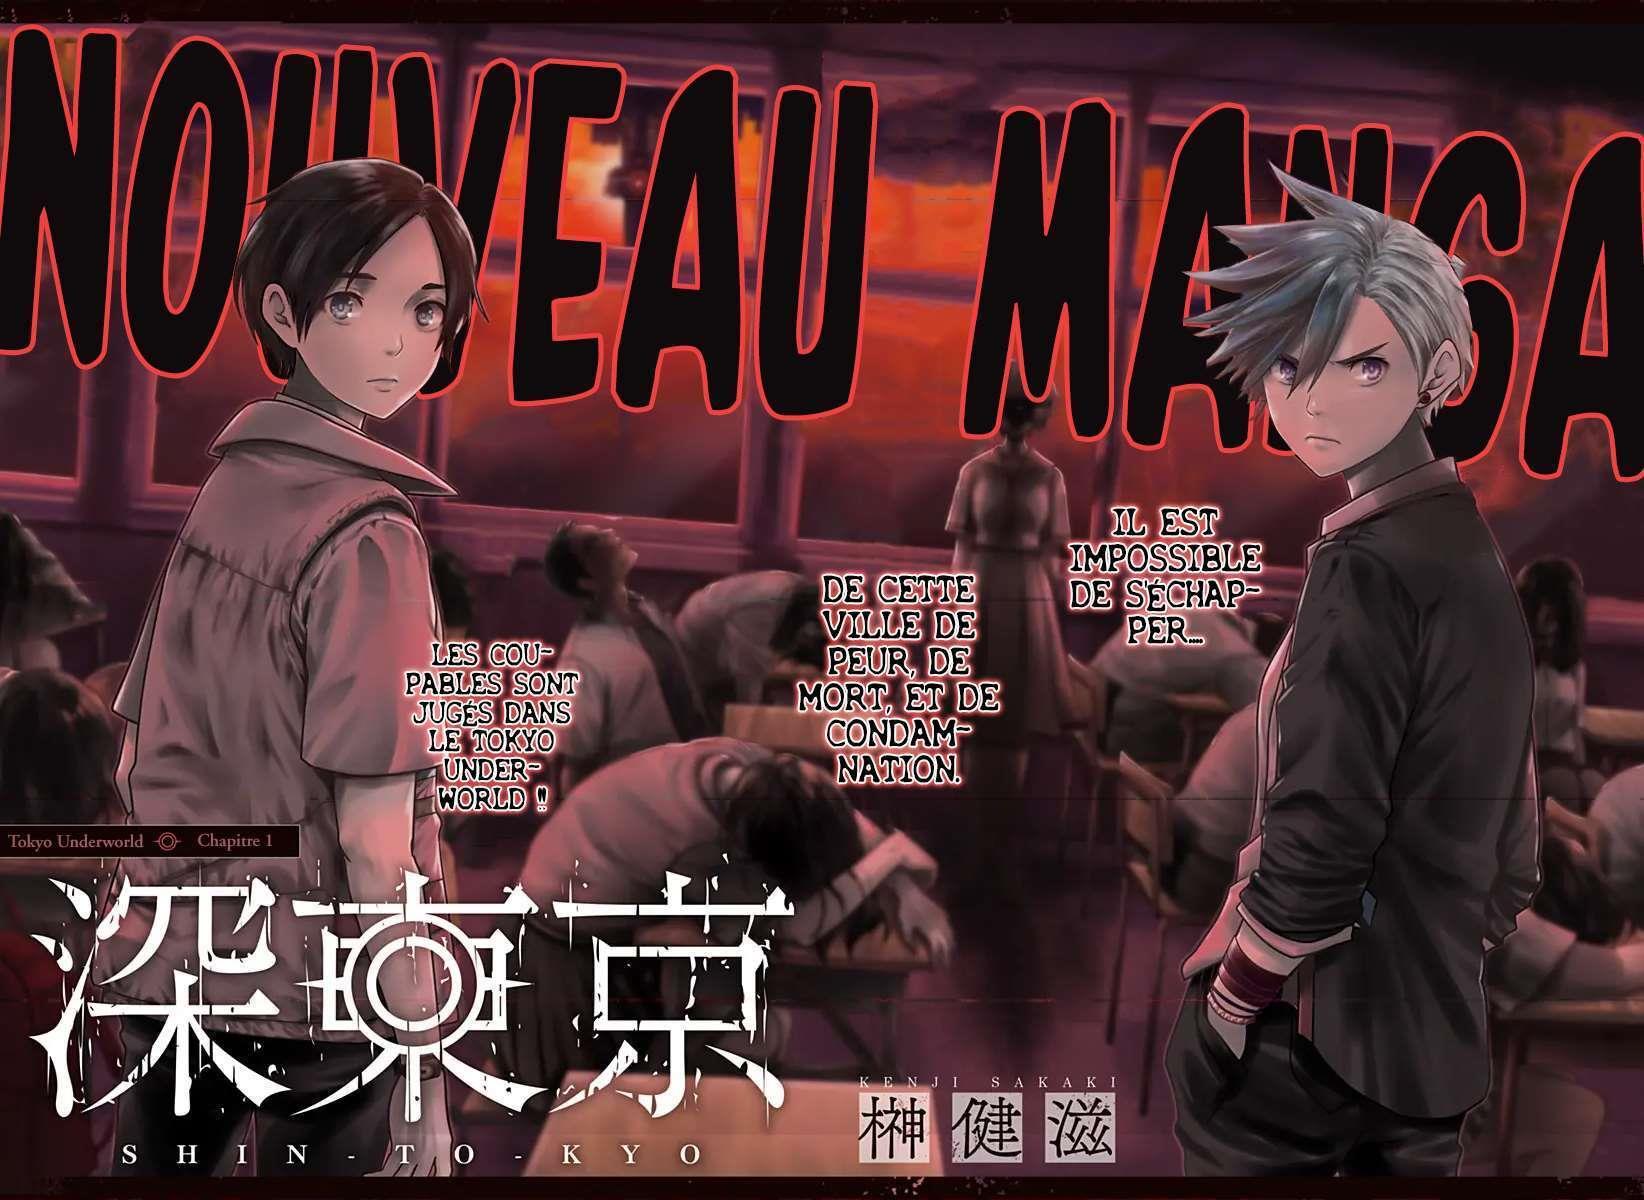 NOUVEAU MANGA
IL EST
IMPOSSIBLE
DE S'ÉCHAP-
PER....
DE CETTE
VILLE DE
PEUR, DE
MORT, ET DE
CONDAM-
NATION.
LES COU-
PABLES SONT
JUGÉS DANS
LE TOKYO
UNDER-
WORLD !!
Tokyo Underworld Chapitre 1
深東京
SHIN-TO-KYO
KENJI SAKAKI
榊健滋